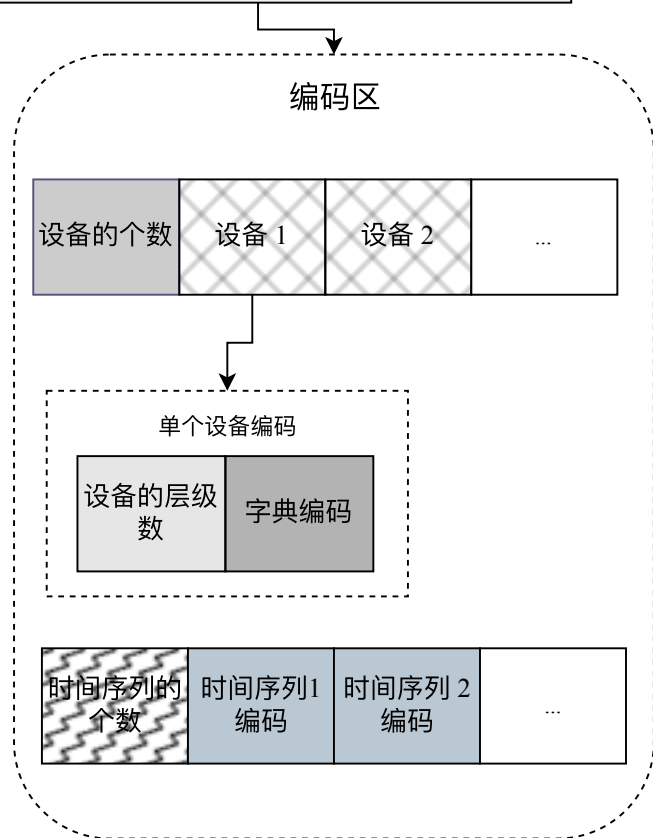 编码区
设备的个数
设备 1
设备 2
...
单个设备编码
设备的层级
数
字典编码
时间序列的
个数
时间序列1
编码
时间序列 2
编码
...